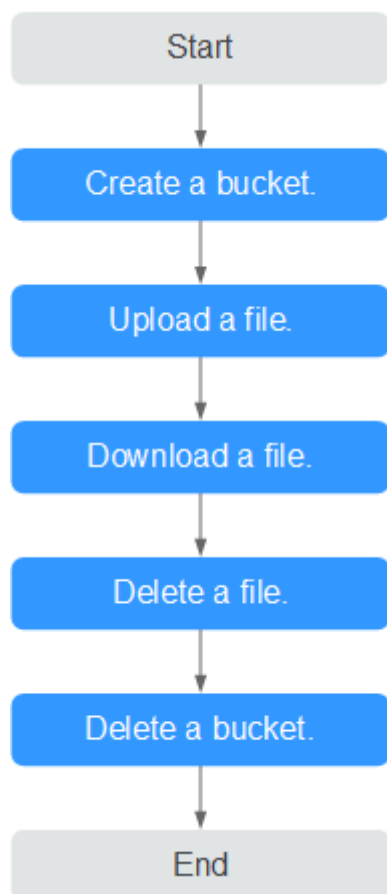 Start
Create a bucket.
Upload a file.
Download a file.
Delete a file.
Delete a bucket.
End